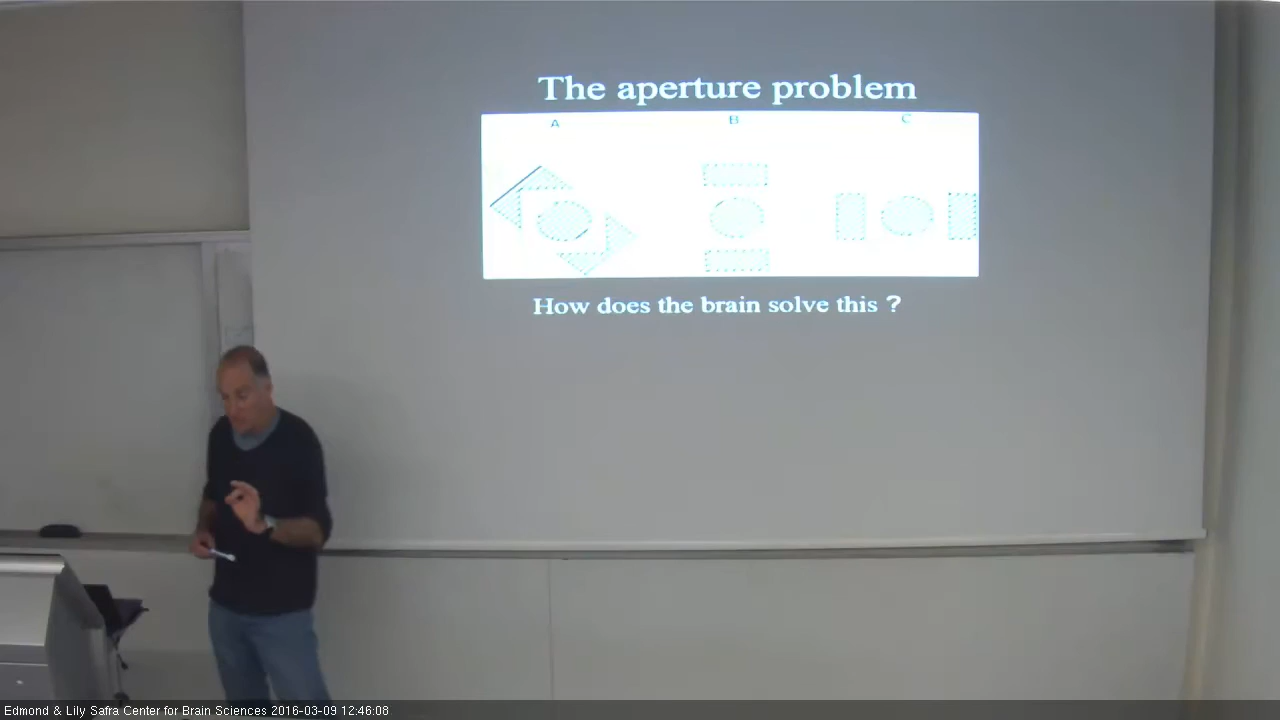 The aperture problem
A B C
How does the brain solve this ?
Edmond & Lily Safra Center for Brain Sciences 2016-03-09 12:46:08